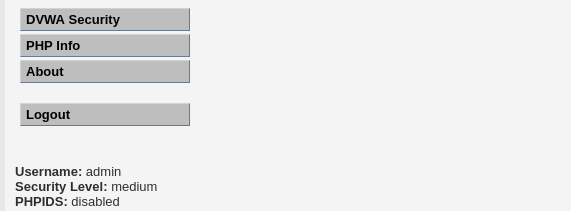 DVWA Security
PHP Info
About
Logout
Username: admin
Security Level: medium
PHPIDS: disabled